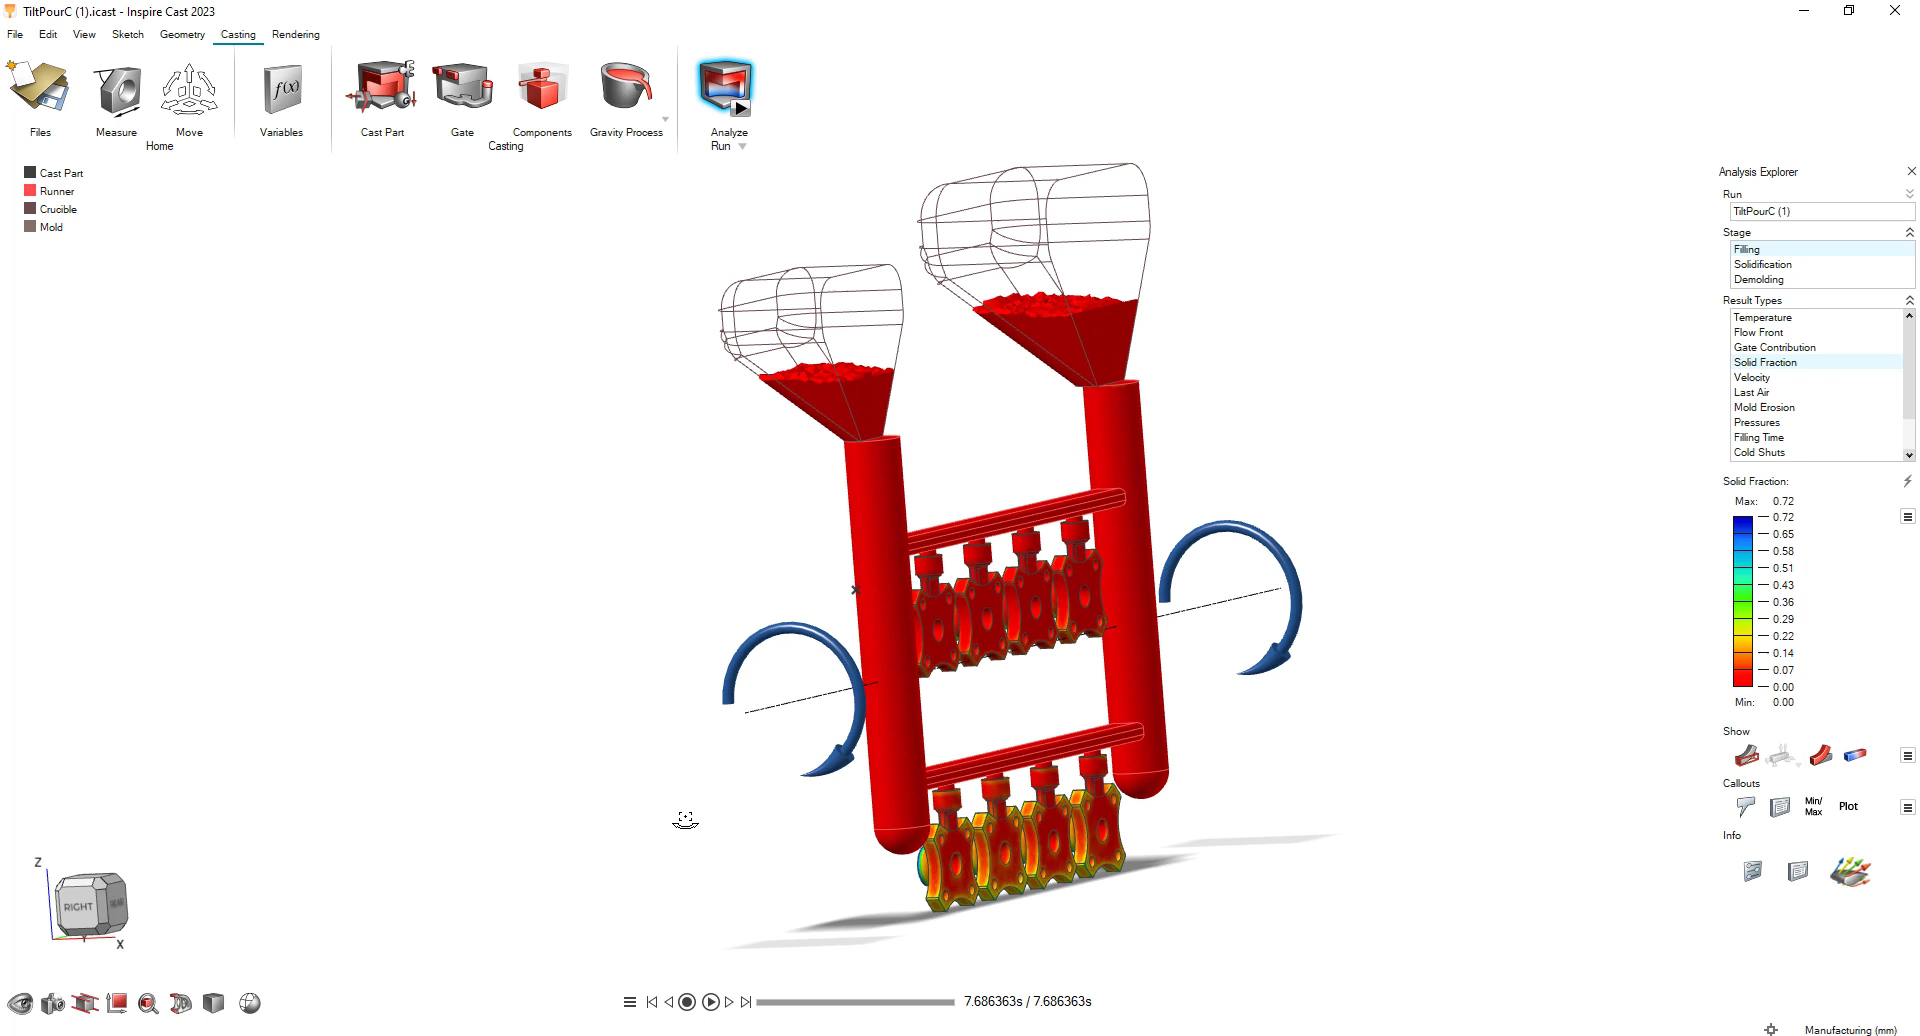 TiltPourC (1).icast - Inspire Cast 2023
File Edit View Sketch Geometry Casting Rendering
f(x)
Files Measure Move Variables Cast Part Gate Components Gravity Process Analyze
Home Casting Run
Cast Part
Runner
Crucible
Mold
Analysis Explorer
Run
TiltPourC (1)
Stage
Filling
Solidification
Demolding
Result Types
Temperature
Flow Front
Gate Contribution
Solid Fraction
Velocity
Last Air
Mold Erosion
Pressures
Filling Time
Cold Shuts
Solid Fraction:
Max: 0.72
0.72
0.65
0.58
0.51
0.43
0.36
0.29
0.22
0.14
0.07
0.00
Min: 0.00
Show
Callouts
Min/
Max
Plot
Info
Z
RIGHT
X
7.686363s / 7.686363s
Manufacturing (mm)